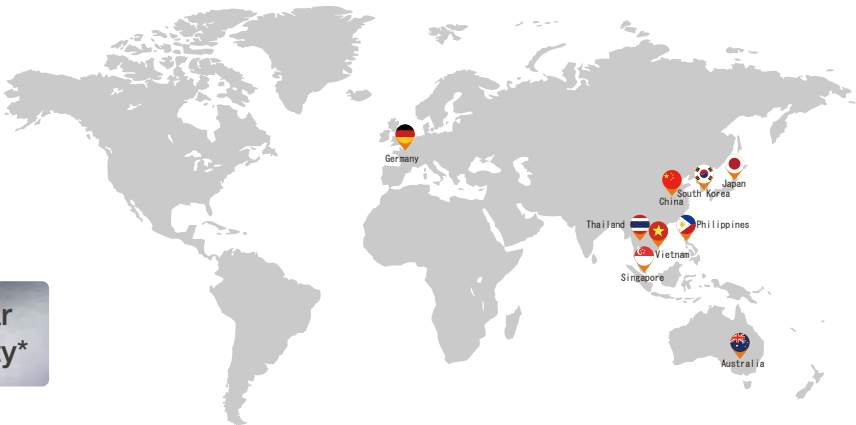 Germany
Japan
South Korea
China
Thailand
Philippines
Vietnam
Singapore
Australia